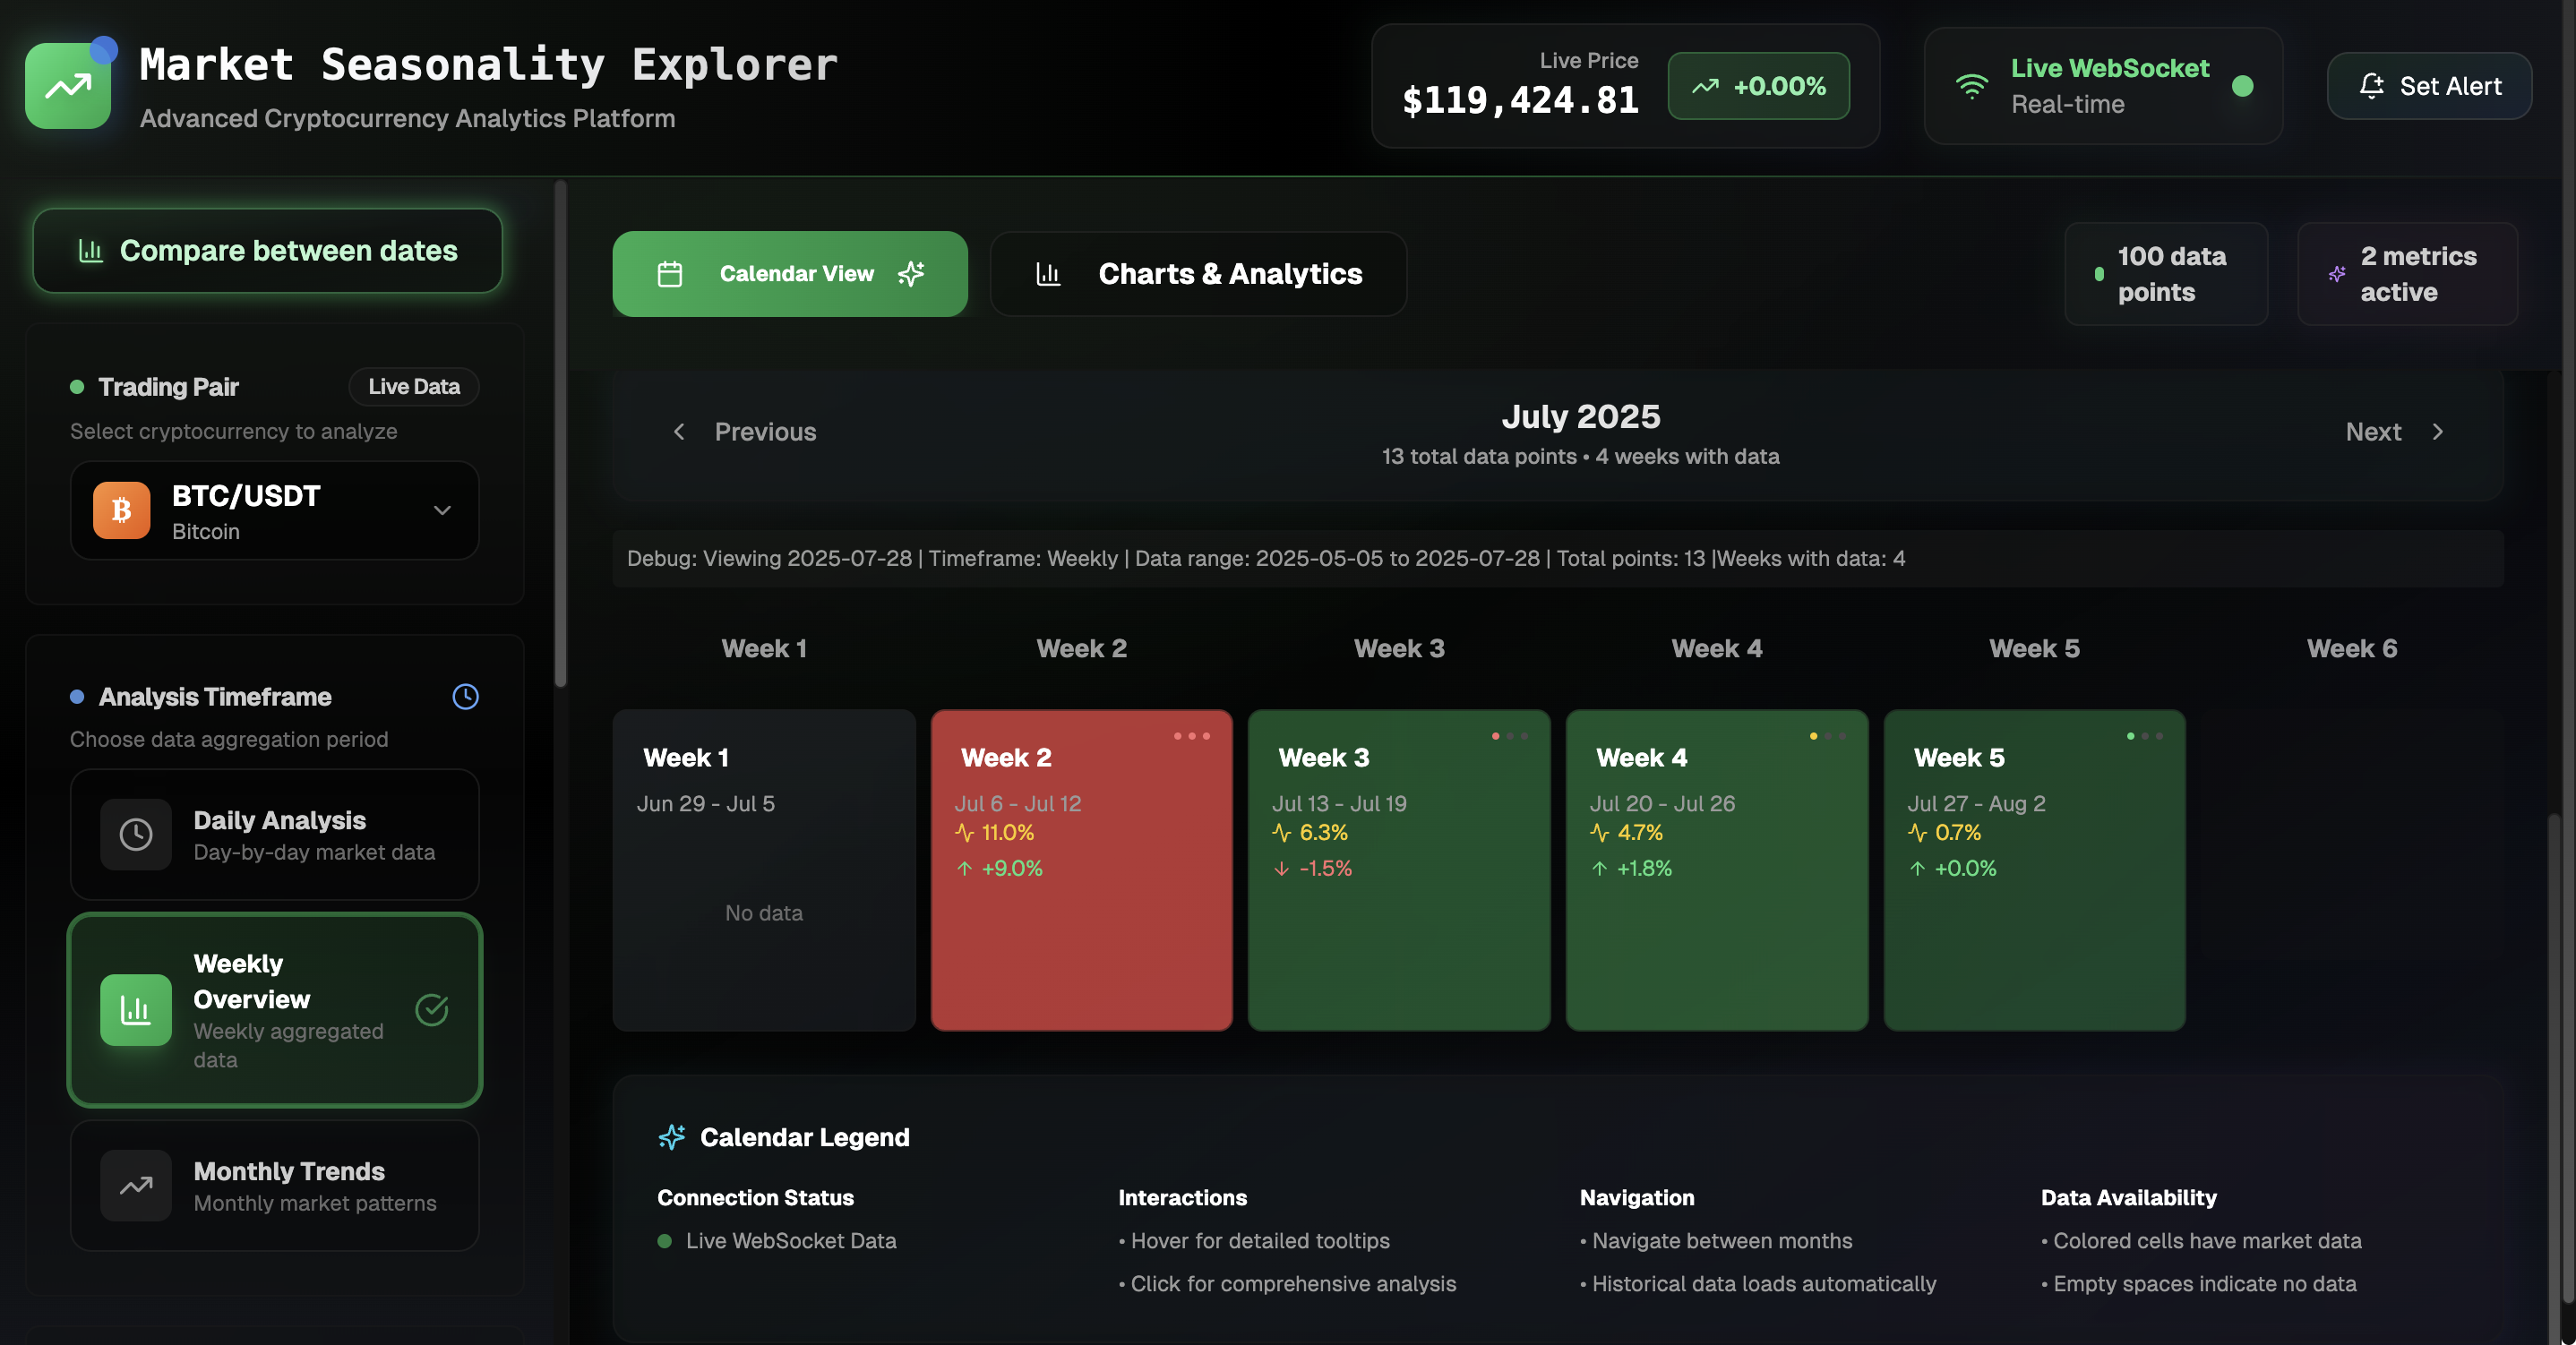 Market Seasonality Explorer
Advanced Cryptocurrency Analytics Platform
Live Price
$119,424.81
+0.00%
Live WebSocket
Real-time
Set Alert
Compare between dates
Trading Pair
Live Data
Select cryptocurrency to analyze
BTC/USDT
Bitcoin
Analysis Timeframe
Choose data aggregation period
Daily Analysis
Day-by-day market data
Weekly
Overview
Weekly aggregated
data
Monthly Trends
Monthly market patterns
Calendar View
Charts & Analytics
100 data
points
2 metrics
active
Previous
July 2025
13 total data points • 4 weeks with data
Next
Debug: Viewing 2025-07-28 | Timeframe: Weekly | Data range: 2025-05-05 to 2025-07-28 | Total points: 13 |Weeks with data: 4
Week 1
Week 2
Week 3
Week 4
Week 5
Week 6
Week 1
Jun 29 - Jul 5
No data
Week 2
Jul 6 - Jul 12
11.0%
+9.0%
Week 3
Jul 13 - Jul 19
6.3%
-1.5%
Week 4
Jul 20 - Jul 26
4.7%
+1.8%
Week 5
Jul 27 - Aug 2
0.7%
+0.0%
Calendar Legend
Connection Status
Live WebSocket Data
Interactions
• Hover for detailed tooltips
• Click for comprehensive analysis
Navigation
• Navigate between months
• Historical data loads automatically
Data Availability
• Colored cells have market data
• Empty spaces indicate no data